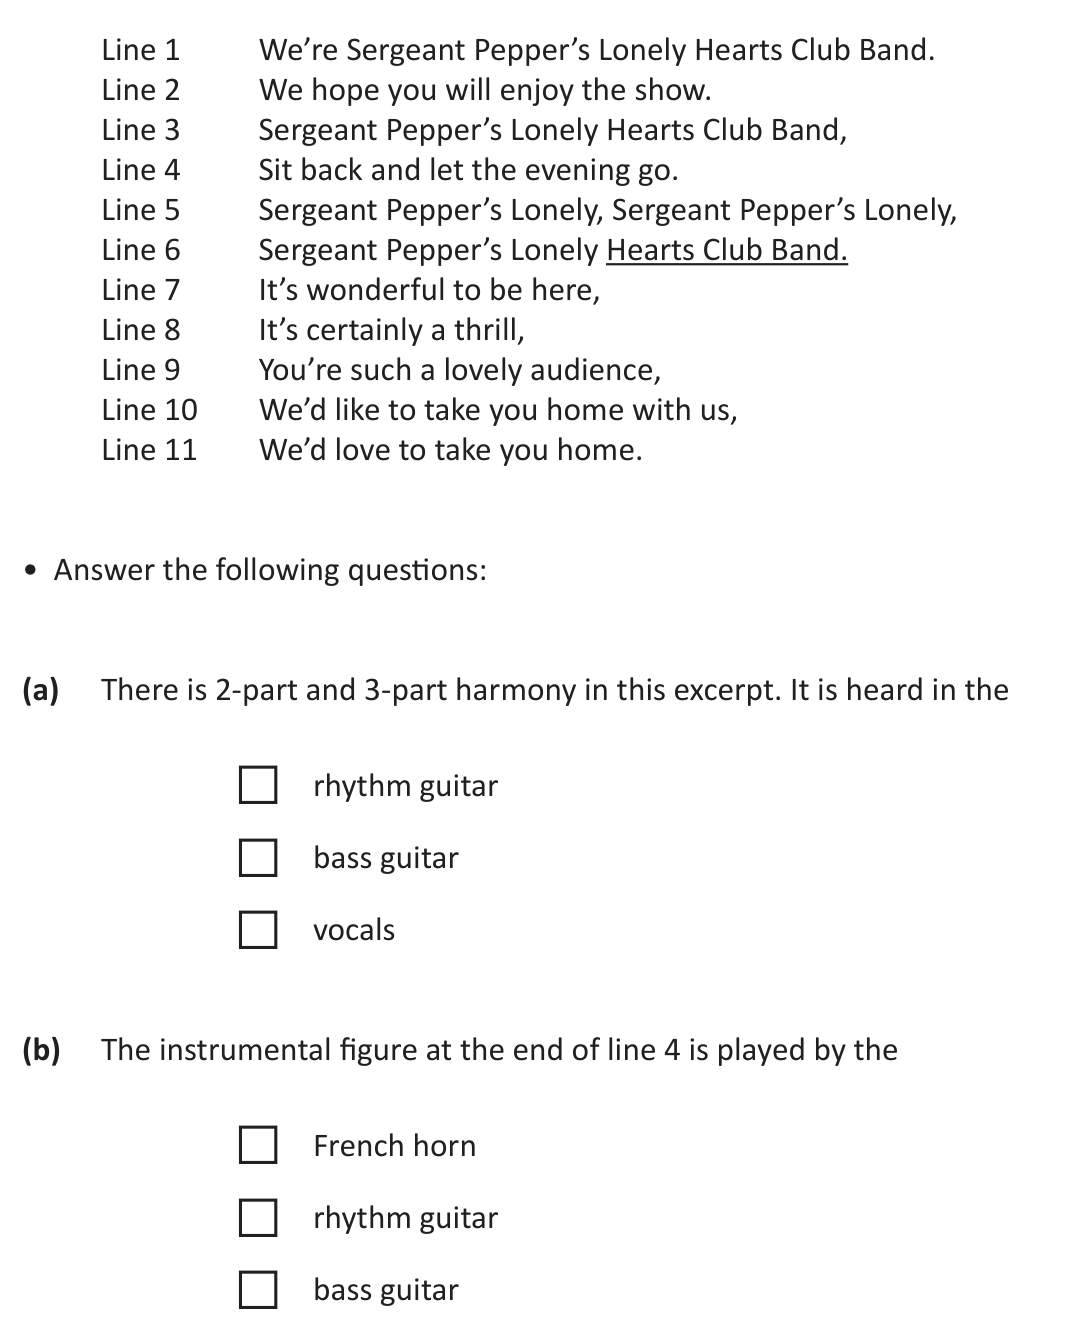 Line 1 We’re Sergeant Pepper’s Lonely Hearts Club Band.
Line 2 We hope you will enjoy the show.
Line 3 Sergeant Pepper’s Lonely Hearts Club Band,
Line 4 Sit back and let the evening go.
Line 5 Sergeant Pepper’s Lonely, Sergeant Pepper’s Lonely,
Line 6 Sergeant Pepper’s Lonely Hearts Club Band.
Line 7 It’s wonderful to be here,
Line 8 It’s certainly a thrill,
Line 9 You’re such a lovely audience,
Line 10 We’d like to take you home with us,
Line 11 We’d love to take you home.
• Answer the following questions:
(a) There is 2-part and 3-part harmony in this excerpt. It is heard in the
rhythm guitar
bass guitar
vocals
(b) The instrumental figure at the end of line 4 is played by the
French horn
rhythm guitar
bass guitar